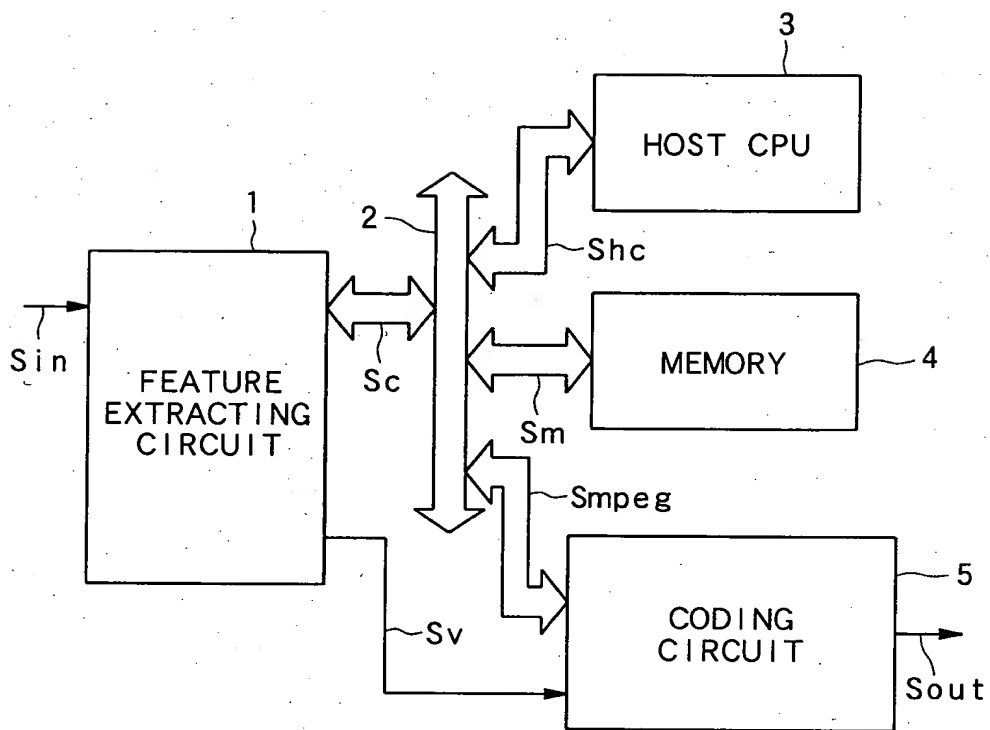 3
HOST CPU
1
2
Shc
Sin
Sc
FEATURE
EXTRACTING
CIRCUIT
MEMORY
4
Sm
Smpeg
5
CODING
CIRCUIT
Sv
Sout